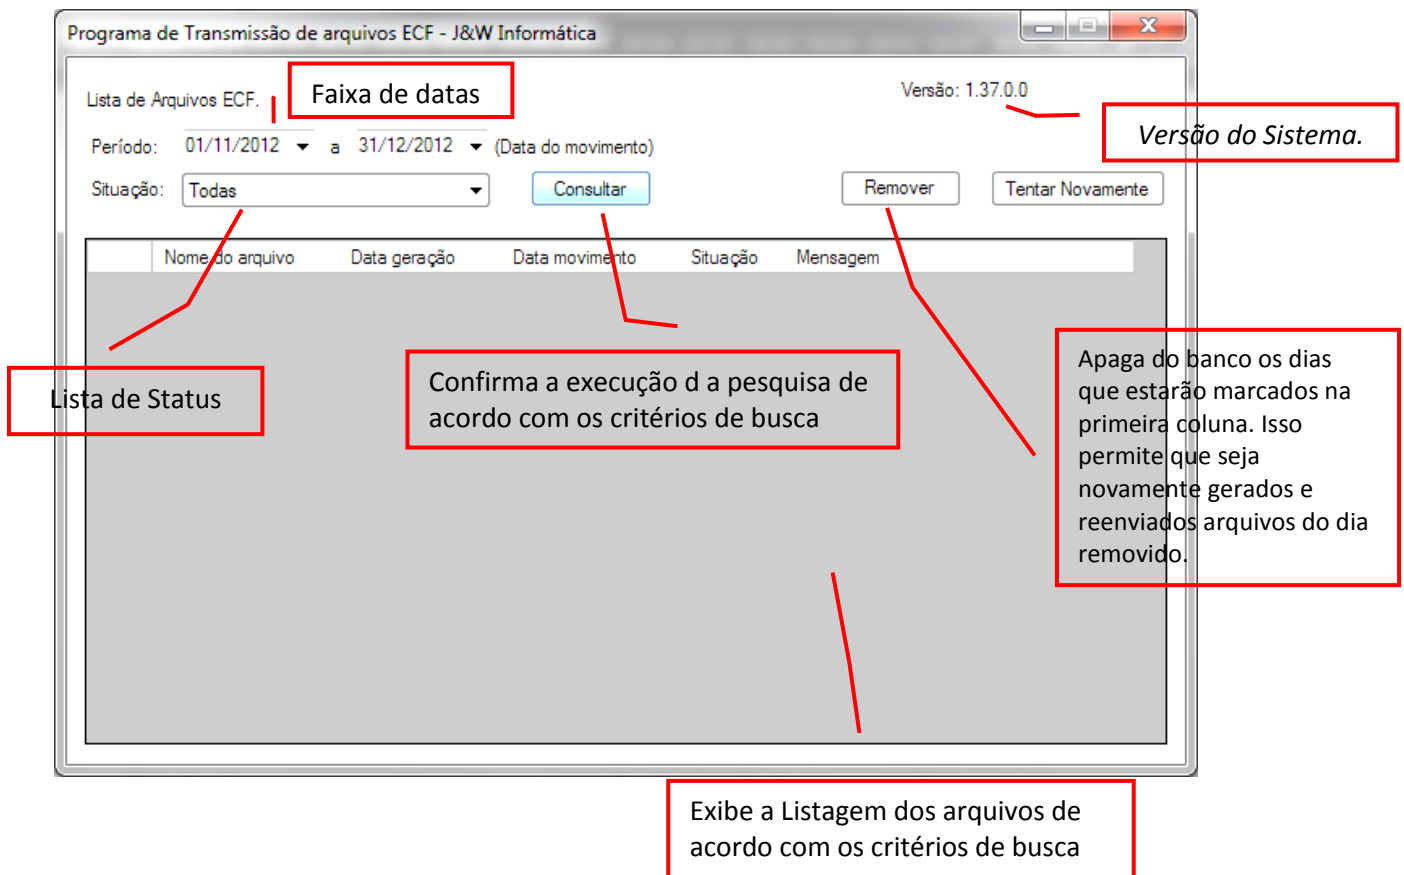 Programa de Transmissão de arquivos ECF - J&W Informática
Lista de Arquivos ECF.
Faixa de datas
Versão: 1.37.0.0
Versão do Sistema.
Período: 01/11/2012 a 31/12/2012 (Data do movimento)
Situação: Todas Consultar Remover Tentar Novamente
Nome do arquivo Data geração Data movimento Situação Mensagem
Lista de Status
Confirma a execução d a pesquisa de
acordo com os critérios de busca
Apaga do banco os dias
que estarão marcados na
primeira coluna. Isso
permite que seja
novamente gerados e
reenviados arquivos do dia
removido.
Exibe a Listagem dos arquivos de
acordo com os critérios de busca